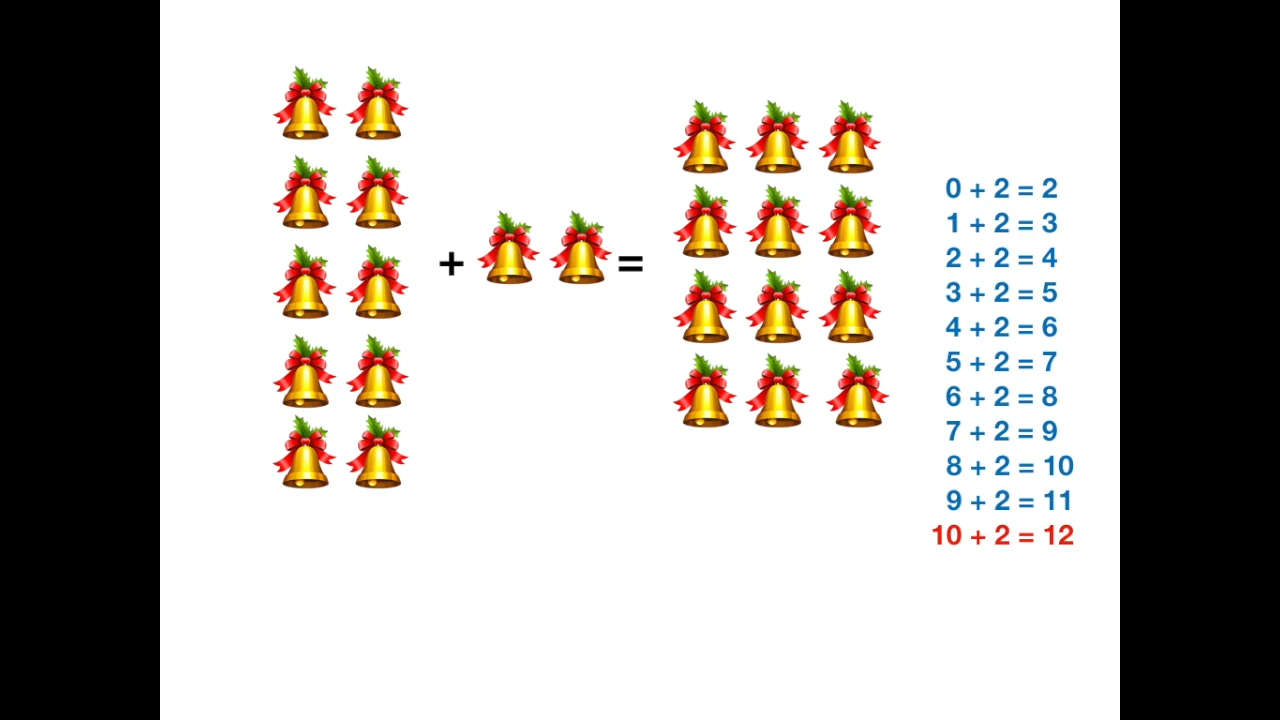 + =
0 + 2 = 2
1 + 2 = 3
2 + 2 = 4
3 + 2 = 5
4 + 2 = 6
5 + 2 = 7
6 + 2 = 8
7 + 2 = 9
8 + 2 = 10
9 + 2 = 11
10 + 2 = 12